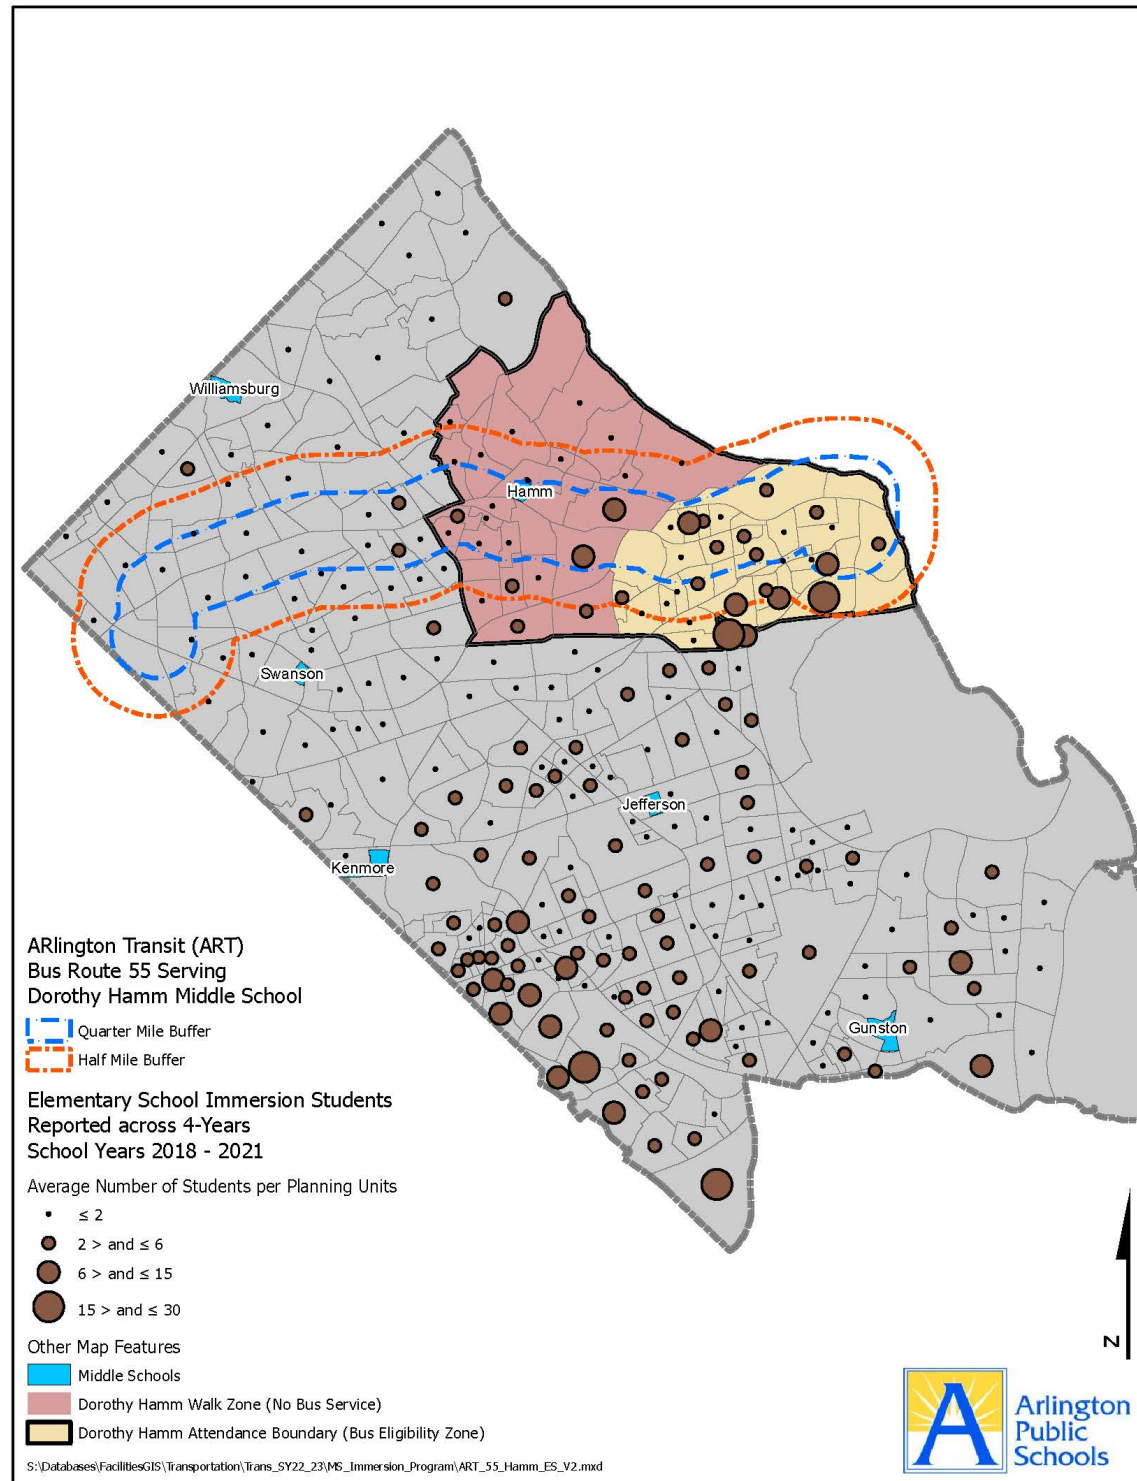 Williamsburg
Hamm
Swanson
Jefferson
Kenmore
Gunston
ARlington Transit (ART)
Bus Route 55 Serving
Dorothy Hamm Middle School
Quarter Mile Buffer
Half Mile Buffer
Elementary School Immersion Students
Reported across 4-Years
School Years 2018 - 2021
Average Number of Students per Planning Units
≤ 2
2 > and ≤ 6
6 > and ≤ 15
15 > and ≤ 30
Other Map Features
Middle Schools
Dorothy Hamm Walk Zone (No Bus Service)
Dorothy Hamm Attendance Boundary (Bus Eligibility Zone)
S:\Databases\FacilitiesGIS\Transportation\Trans_SY22_23\MS_Immersion_Program\ART_55_Hamm_ES_V2.mxd
N
A
Arlington
Public
Schools